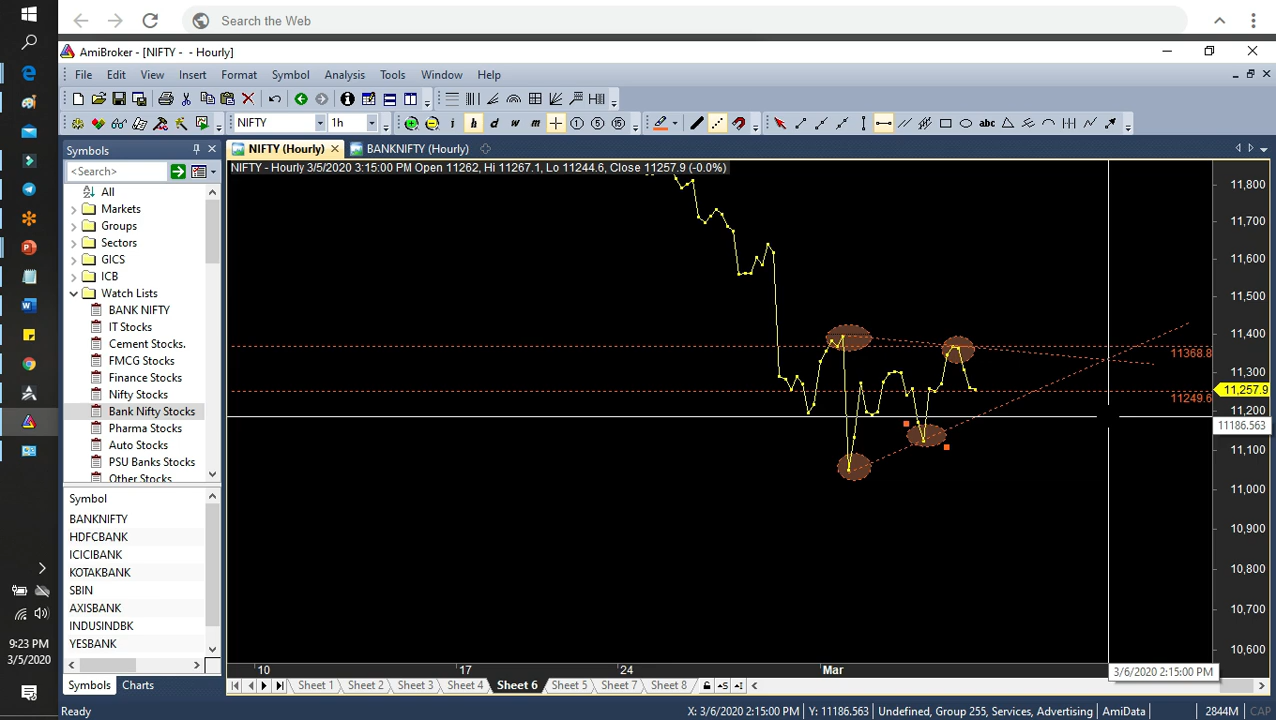 Search the Web
AmiBroker - [NIFTY - - Hourly]
File Edit View Insert Format Symbol Analysis Tools Window Help
NIFTY 1h i h d w m 1 5 15 abc
Symbols
NIFTY (Hourly) BANKNIFTY (Hourly)
<Search>
NIFTY - Hourly 3/5/2020 3:15:00 PM Open 11262, Hi 11267.1, Lo 11244.6, Close 11257.9 (-0.0%)
All
Markets
Groups
Sectors
GICS
ICB
Watch Lists
BANK NIFTY
IT Stocks
Cement Stocks.
FMCG Stocks
Finance Stocks
Nifty Stocks
Bank Nifty Stocks
Pharma Stocks
Auto Stocks
PSU Banks Stocks
Other Stocks
Symbol
BANKNIFTY
HDFCBANK
ICICIBANK
KOTAKBANK
SBIN
AXISBANK
INDUSINDBK
YESBANK
Symbols Charts
11,800
11,700
11,600
11,500
11,400
11368.8
11,300
11,257.9
11249.6
11,200
11186.563
11,100
11,000
10,900
10,800
10,700
10,600
10 17 24 Mar
3/6/2020 2:15:00 PM
Sheet 1 Sheet 2 Sheet 3 Sheet 4 Sheet 6 Sheet 5 Sheet 7 Sheet 8
Ready
X: 3/6/2020 2:15:00 PM Y: 11186.563 Undefined, Group 255, Services, Advertising AmiData 2844M CAP
9:23 PM
3/5/2020